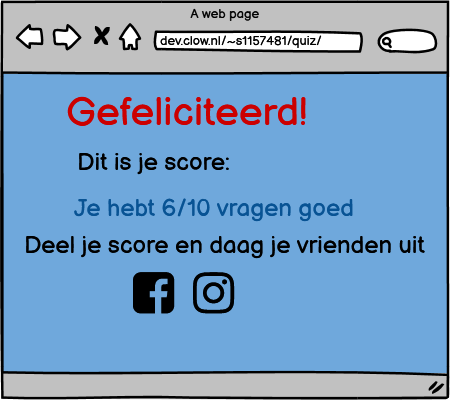 A web page
dev.clow.nl/~s1157481/quiz/
Gefeliciteerd!
Dit is je score:
Je hebt 6/10 vragen goed
Deel je score en daag je vrienden uit